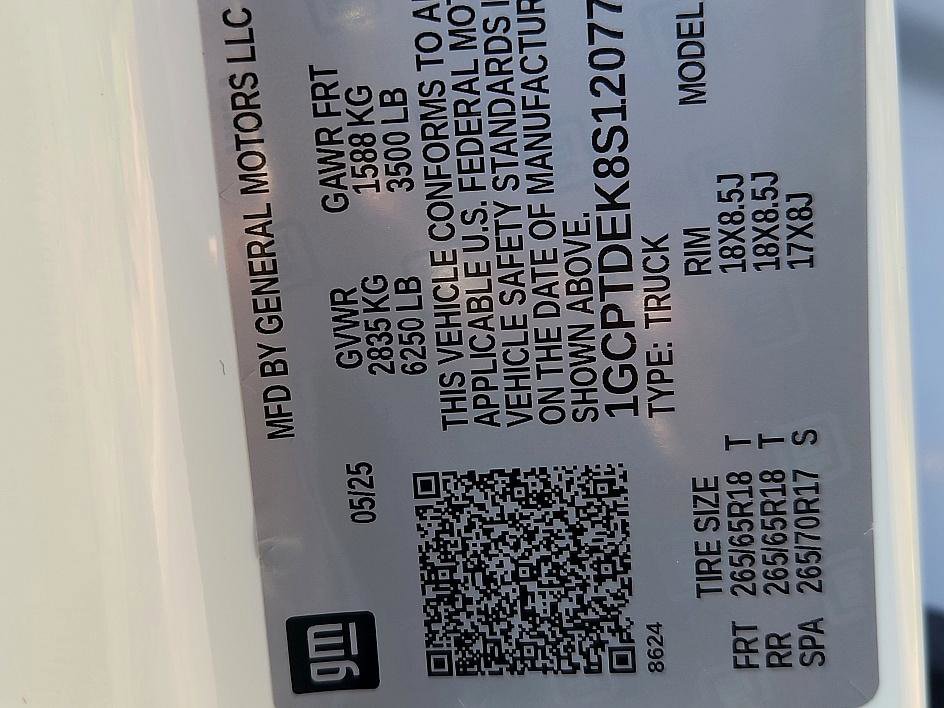 gm
MFD BY GENERAL MOTORS LLC
05/25
GVWR GAWR FRT
2835 KG 1588 KG
6250 LB 3500 LB
THIS VEHICLE CONFORMS TO A
APPLICABLE U.S. FEDERAL MOT
VEHICLE SAFETY STANDARDS I
ON THE DATE OF MANUFACTUR
SHOWN ABOVE.
1GCPTDEK8S12077
TYPE: TRUCK MODEL
8624
TIRE SIZE RIM
FRT 265/65R18 T 18X8.5J
RR 265/65R18 T 18X8.5J
SPA 265/70R17 S 17X8J